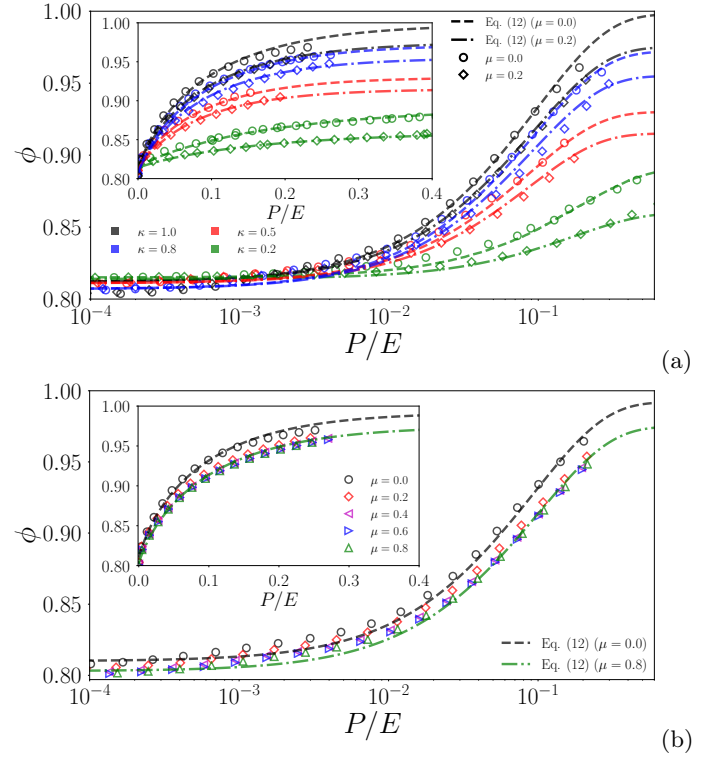 1.00
0.95
0.90
0.85
0.80
ϕ
1.00
0.95
0.90
0.85
0.80
0.0 0.1 0.2 0.3 0.4
P/E
Eq. (12) (μ = 0.0)
Eq. (12) (μ = 0.2)
μ = 0.0
μ = 0.2
κ = 1.0 κ = 0.5
κ = 0.8 κ = 0.2
10⁻⁴ 10⁻³ 10⁻² 10⁻¹
P/E
(a)
1.00
0.95
0.90
0.85
0.80
ϕ
1.00
0.95
0.90
0.85
0.80
0.0 0.1 0.2 0.3 0.4
P/E
μ = 0.0
μ = 0.2
μ = 0.4
μ = 0.6
μ = 0.8
Eq. (12) (μ = 0.0)
Eq. (12) (μ = 0.8)
10⁻⁴ 10⁻³ 10⁻² 10⁻¹
P/E
(b)